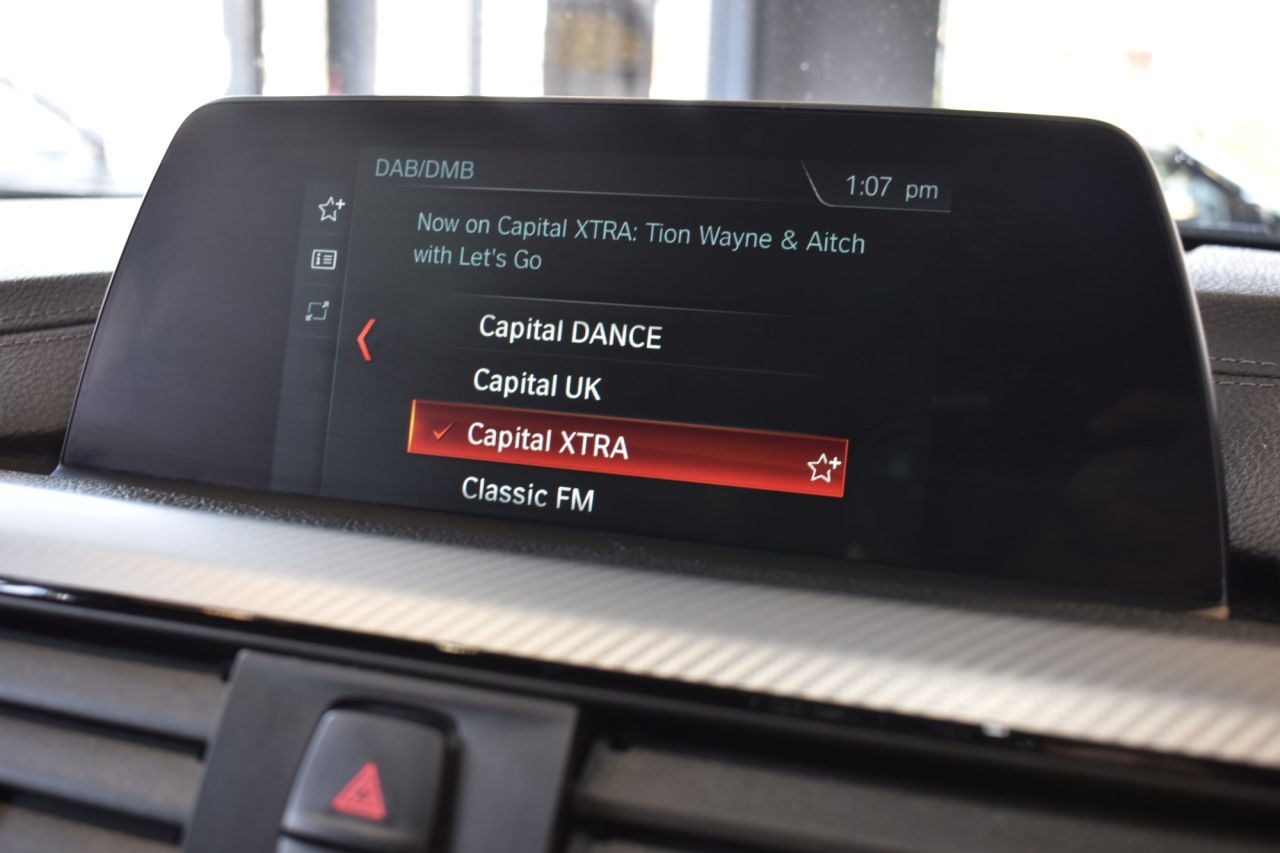 DAB/DMB
1:07 pm
Now on Capital XTRA: Tion Wayne & Aitch
with Let's Go
Capital DANCE
Capital UK
Capital XTRA
Classic FM